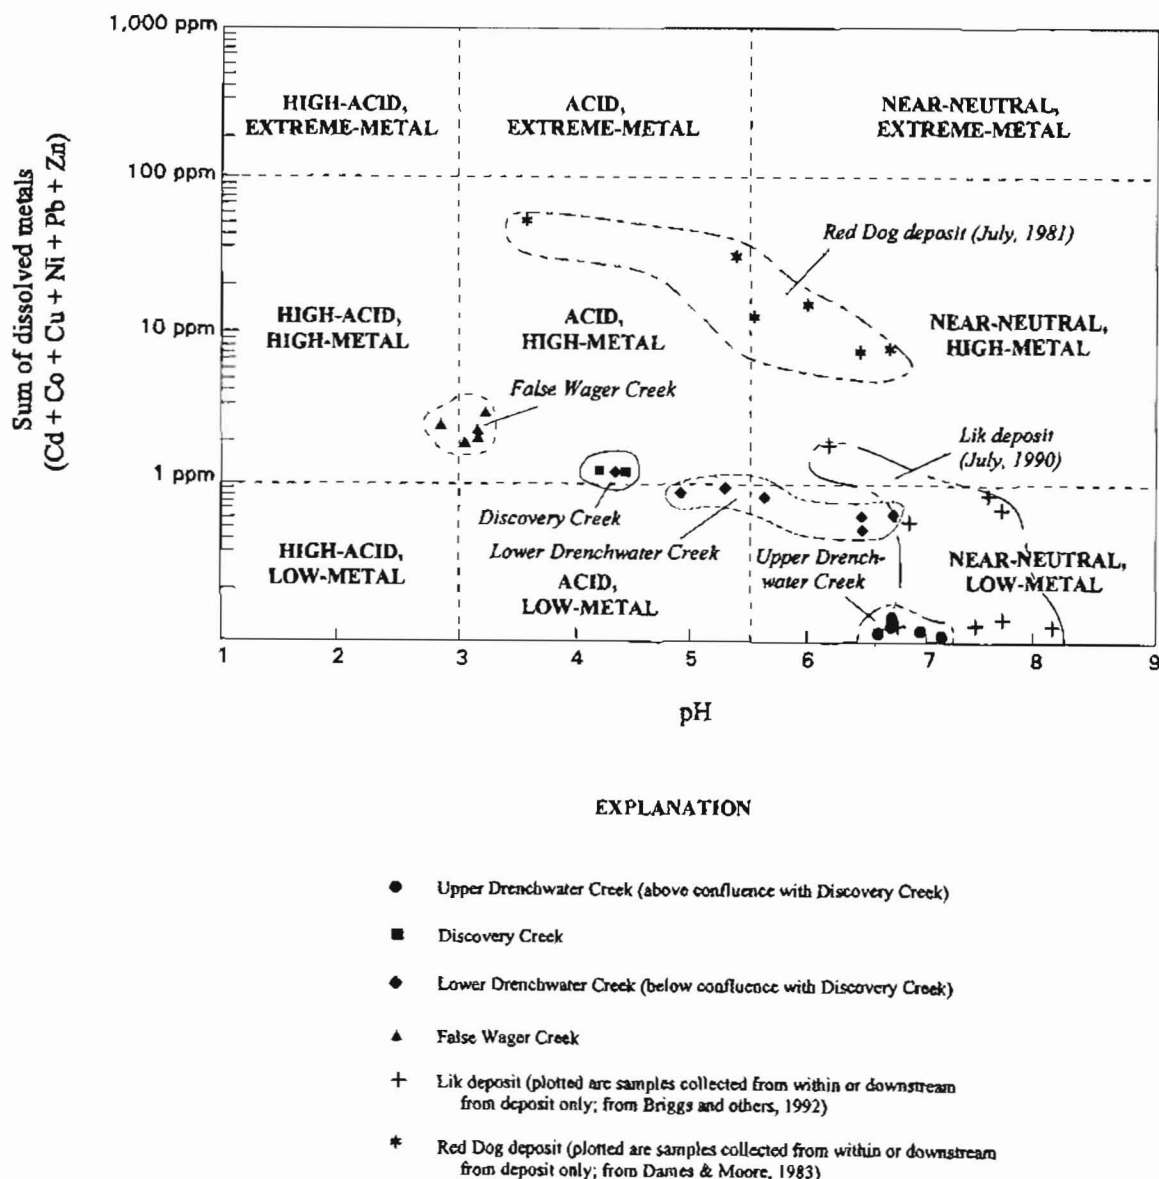 1,000 ppm
HIGH-ACID,
EXTREME-METAL
ACID,
EXTREME-METAL
NEAR-NEUTRAL,
EXTREME-METAL
100 ppm
Sum of dissolved metals
(Cd + Co + Cu + Ni + Pb + Zn)
Red Dog deposit (July, 1981)
HIGH-ACID,
HIGH-METAL
ACID,
HIGH-METAL
NEAR-NEUTRAL,
HIGH-METAL
10 ppm
False Wager Creek
Lik deposit
(July, 1990)
1 ppm
Discovery Creek
Lower Drenchwater Creek
Upper Drench-
water Creek
HIGH-ACID,
LOW-METAL
ACID,
LOW-METAL
NEAR-NEUTRAL,
LOW-METAL
1 2 3 4 5 6 7 8 9
pH
EXPLANATION
Upper Drenchwater Creek (above confluence with Discovery Creek)
Discovery Creek
Lower Drenchwater Creek (below confluence with Discovery Creek)
False Wager Creek
Lik deposit (plotted are samples collected from within or downstream
from deposit only; from Briggs and others, 1992)
Red Dog deposit (plotted are samples collected from within or downstream
from deposit only; from Dames & Moore, 1983)